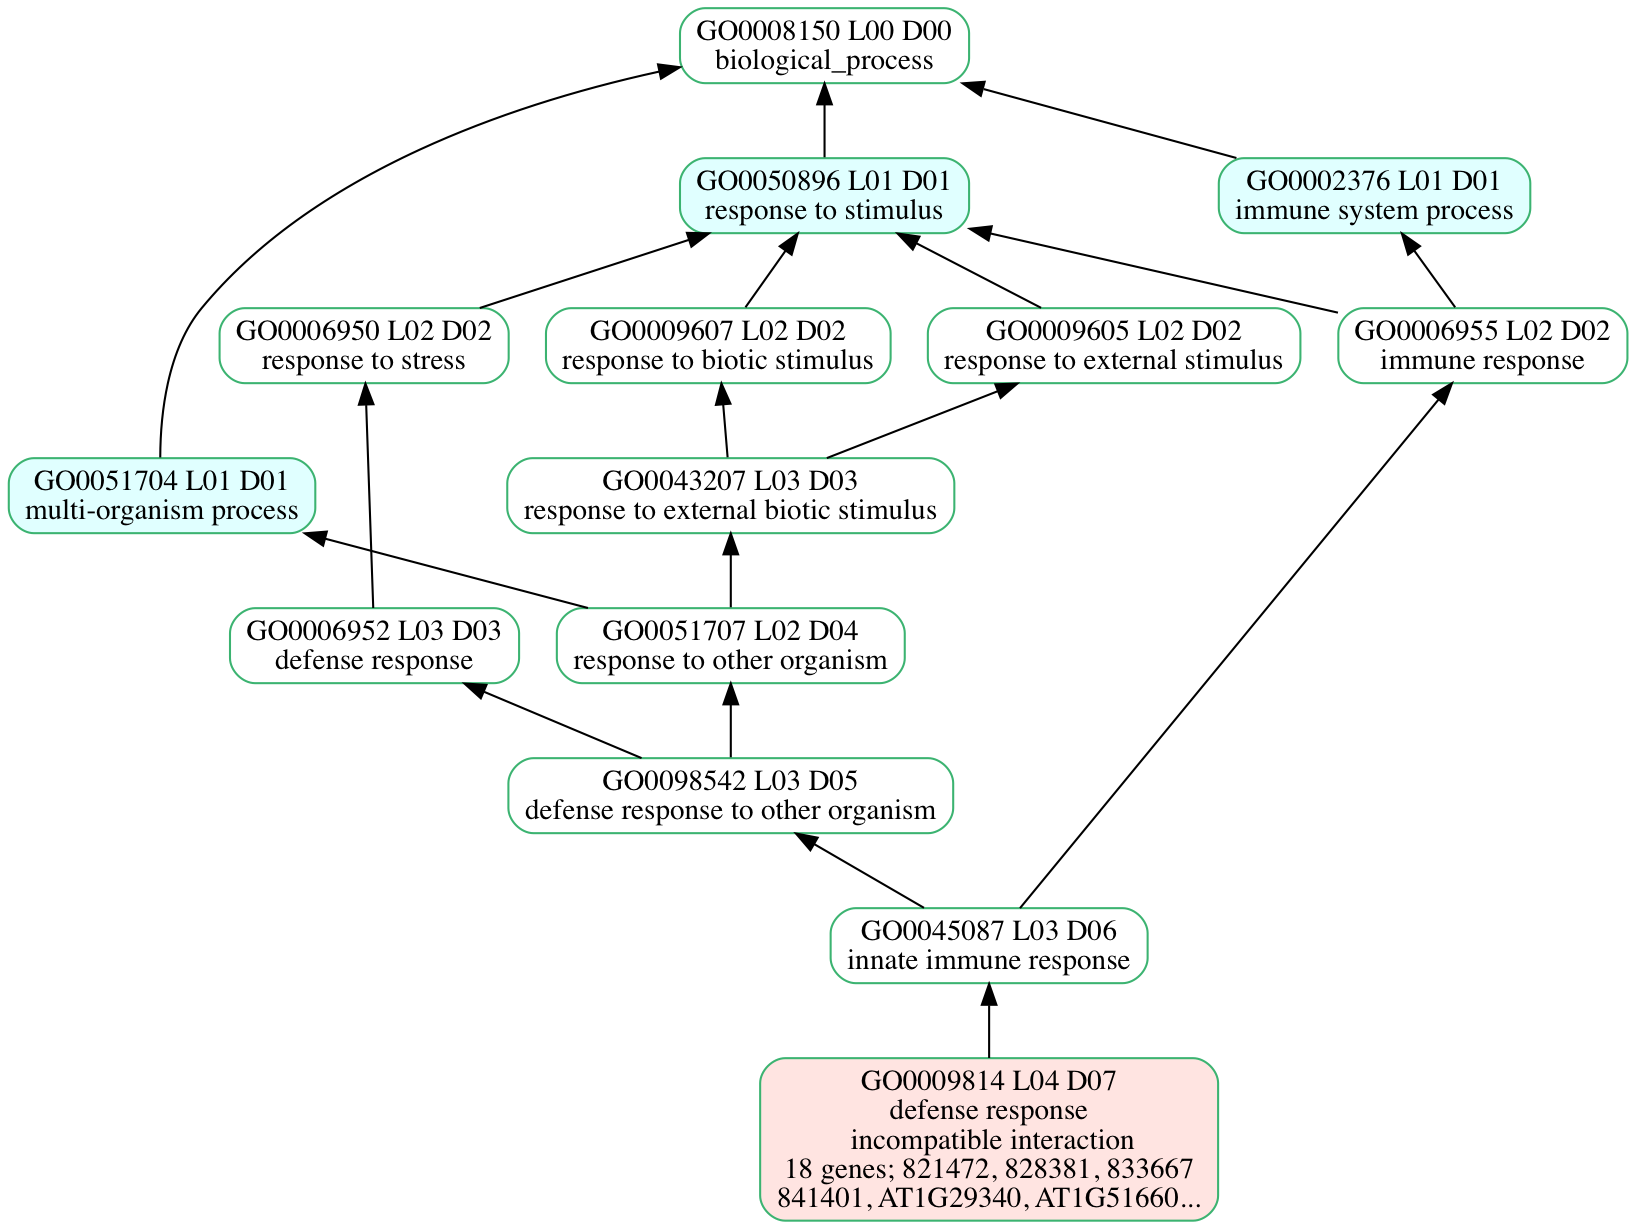 GO0008150 L00 D00
biological_process
GO0050896 L01 D01
response to stimulus
GO0002376 L01 D01
immune system process
GO0006950 L02 D02
response to stress
GO0009607 L02 D02
response to biotic stimulus
GO0009605 L02 D02
response to external stimulus
GO0006955 L02 D02
immune response
GO0051704 L01 D01
multi-organism process
GO0043207 L03 D03
response to external biotic stimulus
GO0006952 L03 D03
defense response
GO0051707 L02 D04
response to other organism
GO0098542 L03 D05
defense response to other organism
GO0045087 L03 D06
innate immune response
GO0009814 L04 D07
defense response
incompatible interaction
18 genes; 821472, 828381, 833667
841401, AT1G29340, AT1G51660...